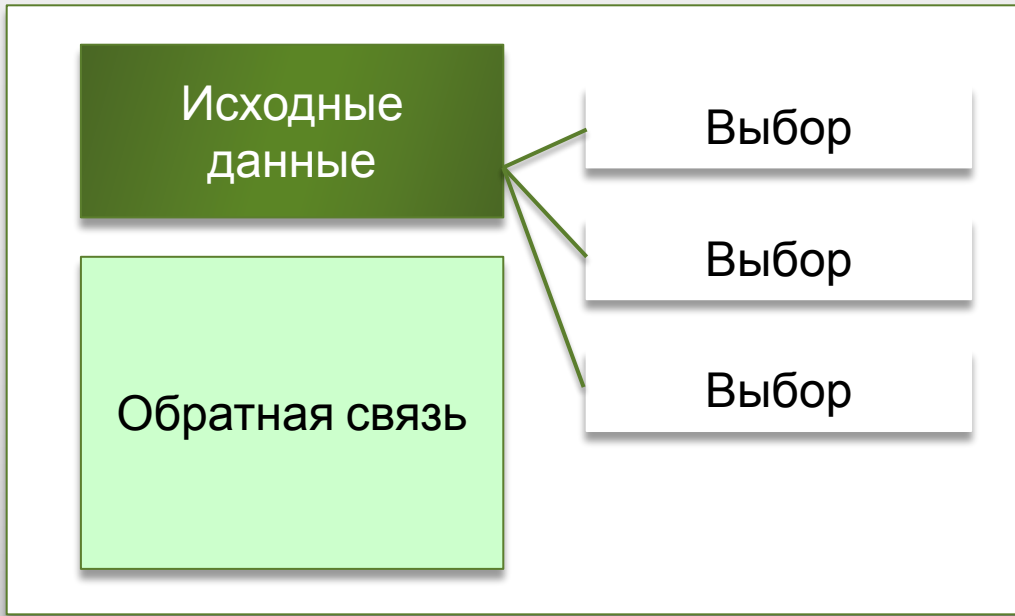 Исходные
данные
Выбор
Выбор
Выбор
Обратная связь